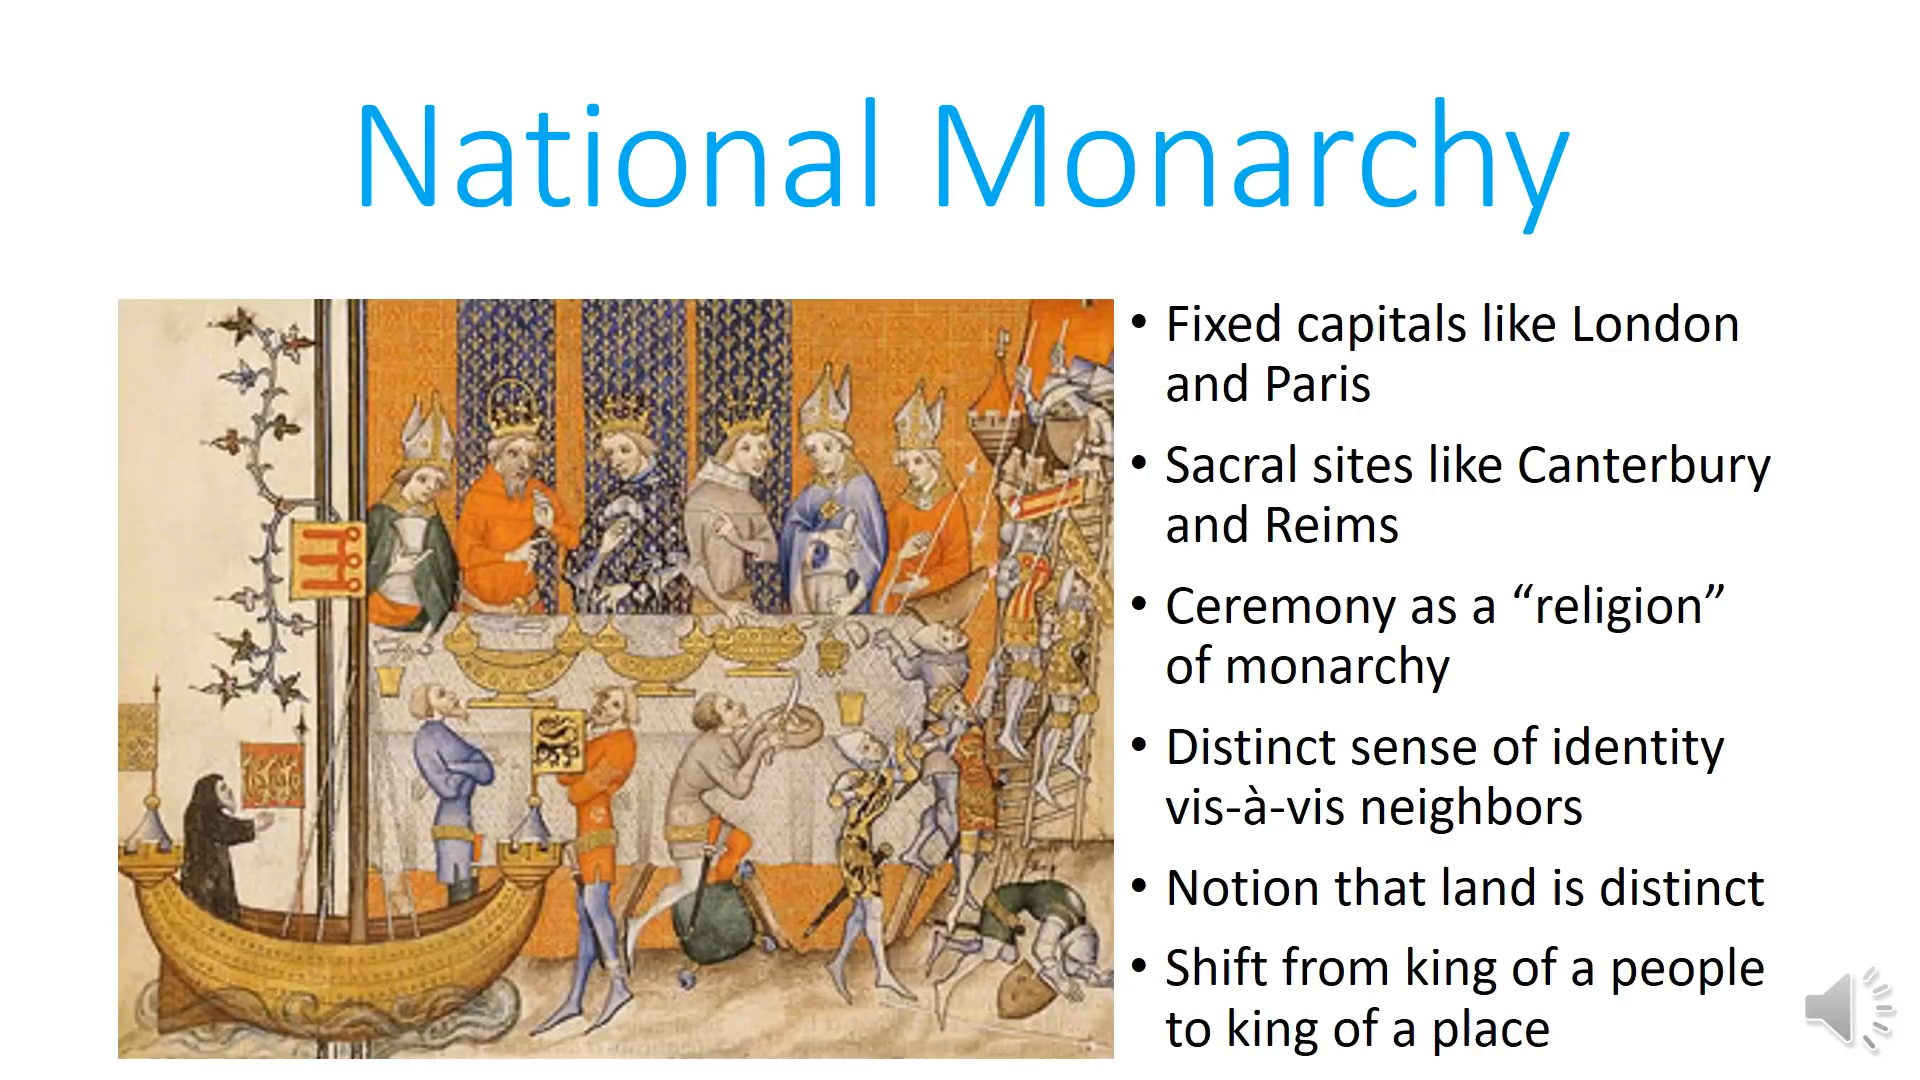 National Monarchy
• Fixed capitals like London
and Paris
• Sacral sites like Canterbury
and Reims
• Ceremony as a “religion”
of monarchy
• Distinct sense of identity
vis-à-vis neighbors
• Notion that land is distinct
• Shift from king of a people
to king of a place